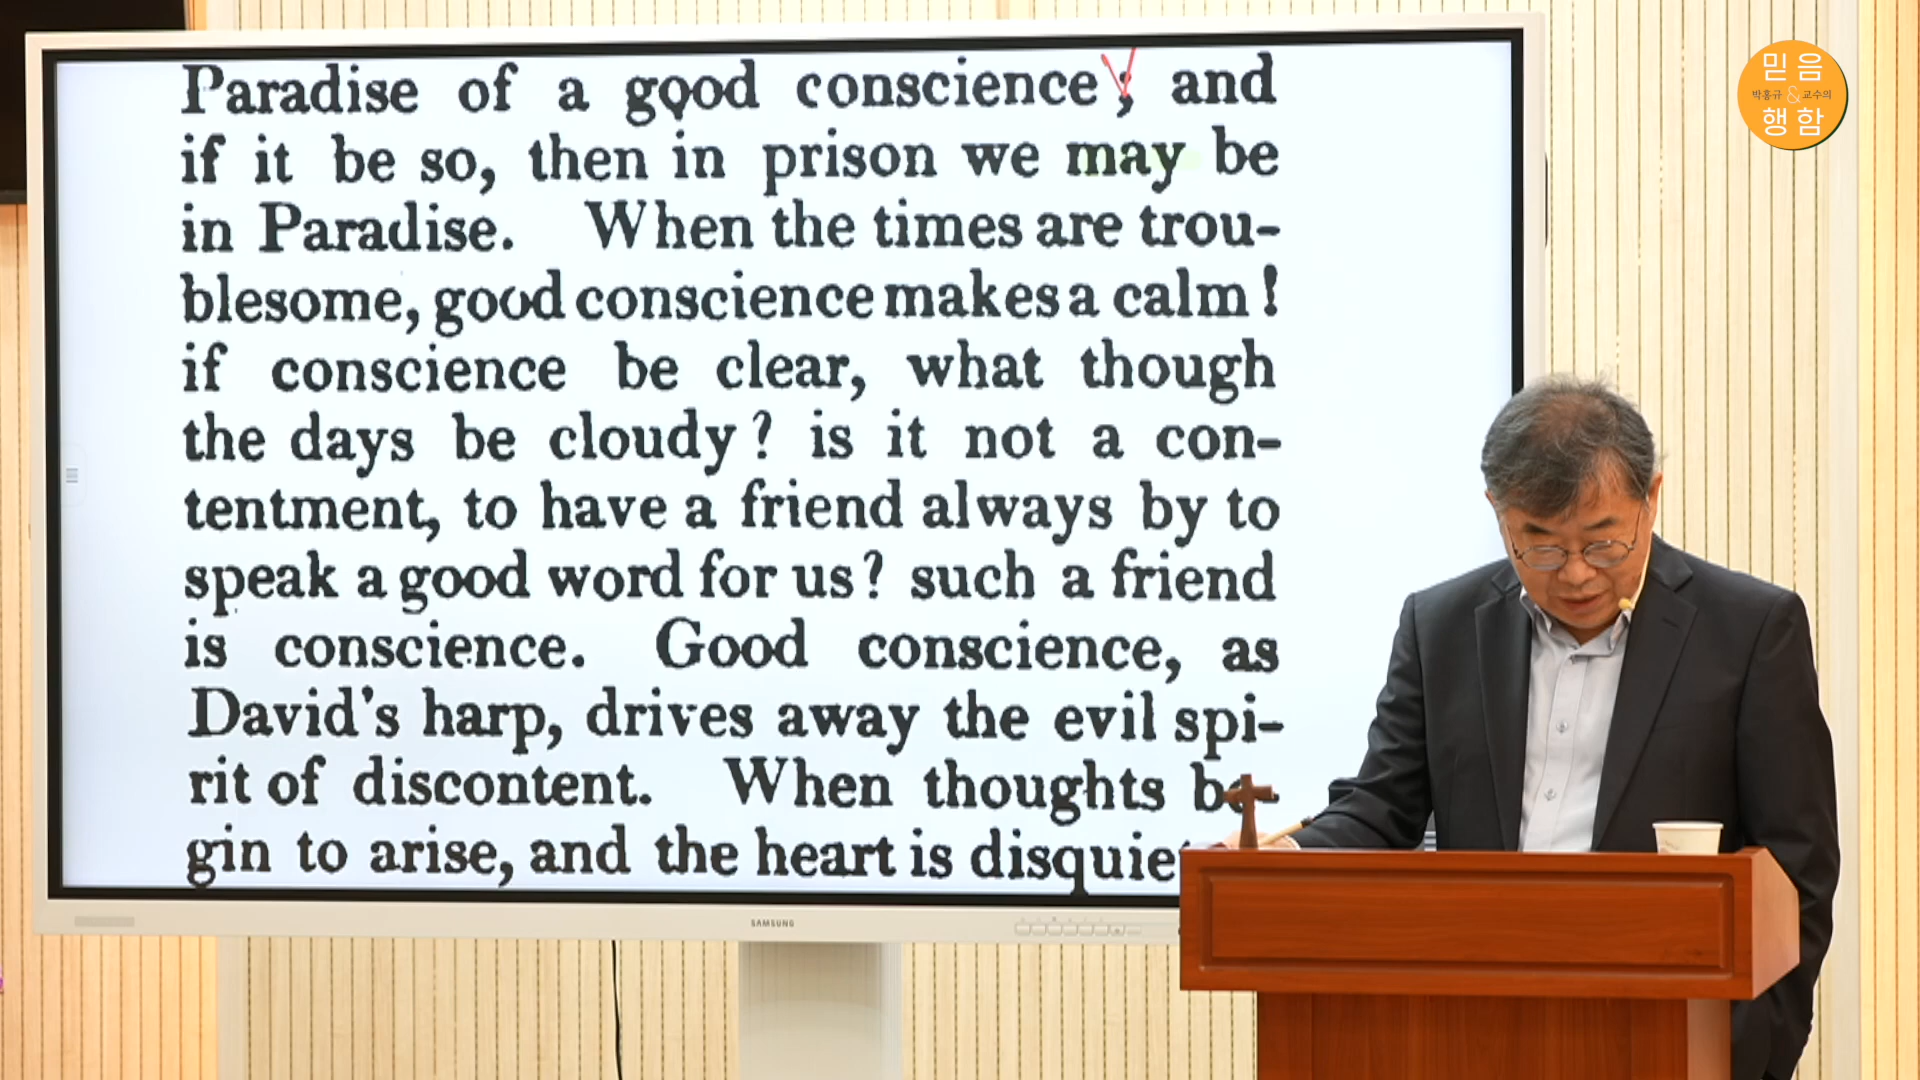 Paradise of a good conscience; and
if it be so, then in prison we may be
in Paradise. When the times are trou-
blesome, good conscience makes a calm!
if conscience be clear, what though
the days be cloudy? is it not a con-
tentment, to have a friend always by to
speak a good word for us? such a friend
is conscience. Good conscience, as
David's harp, drives away the evil spi-
rit of discontent. When thoughts be-
gin to arise, and the heart is disquie
SAMSUNG
믿음
박홍규 & 교수의
행함